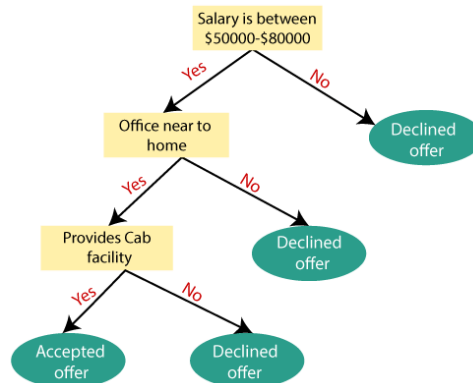 Salary is between
$50000-$80000
Yes
No
Office near to
home
Declined
offer
Yes
No
Provides Cab
facility
Declined
offer
Yes
No
Accepted
offer
Declined
offer